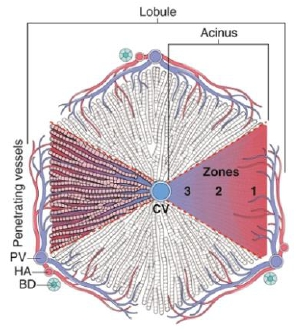 Lobule
Acinus
Penetrating vessels
Zones
3 2 1
CV
PV
HA
BD